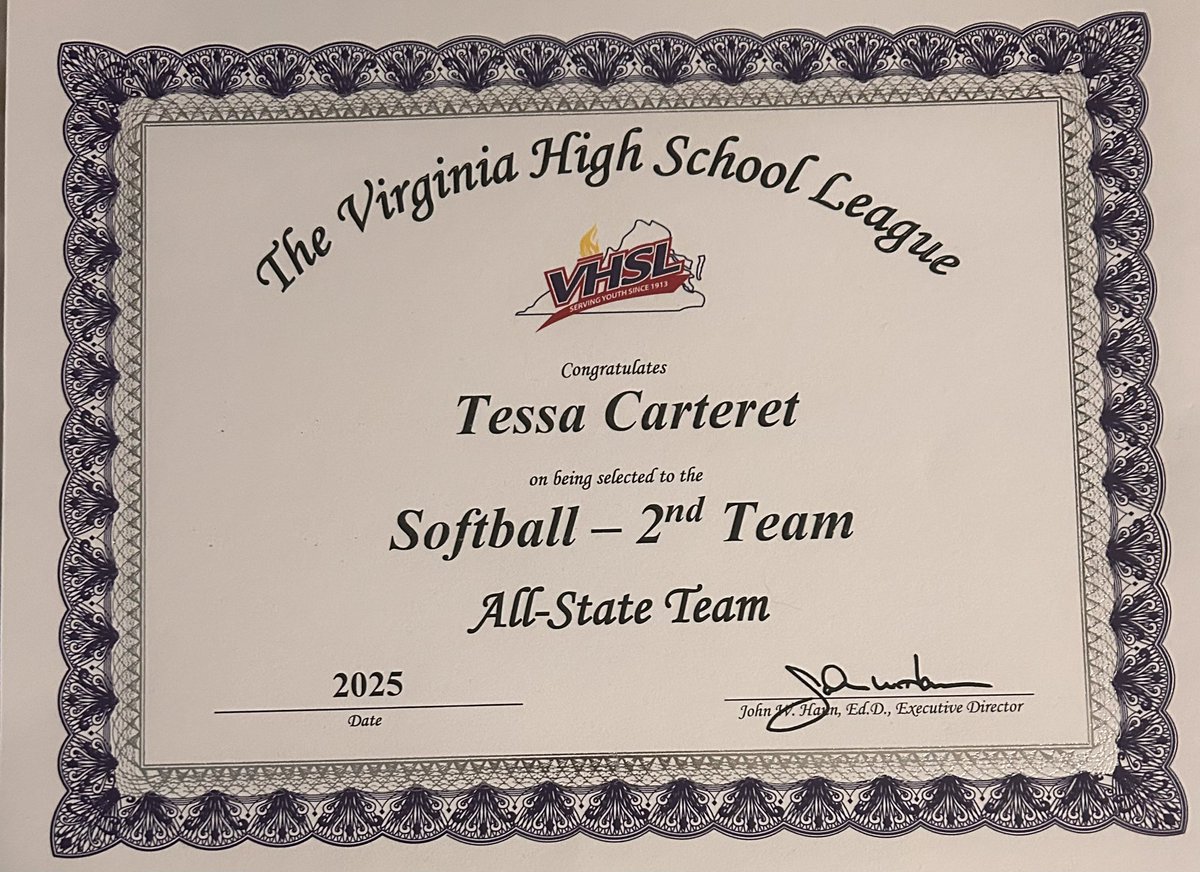 The Virginia High School League
VHSL
SERVING YOUTH SINCE 1913
Congratulates
Tessa Carteret
on being selected to the
Softball – 2nd Team
All-State Team
2025
Date
John W. Haun, Ed.D., Executive Director